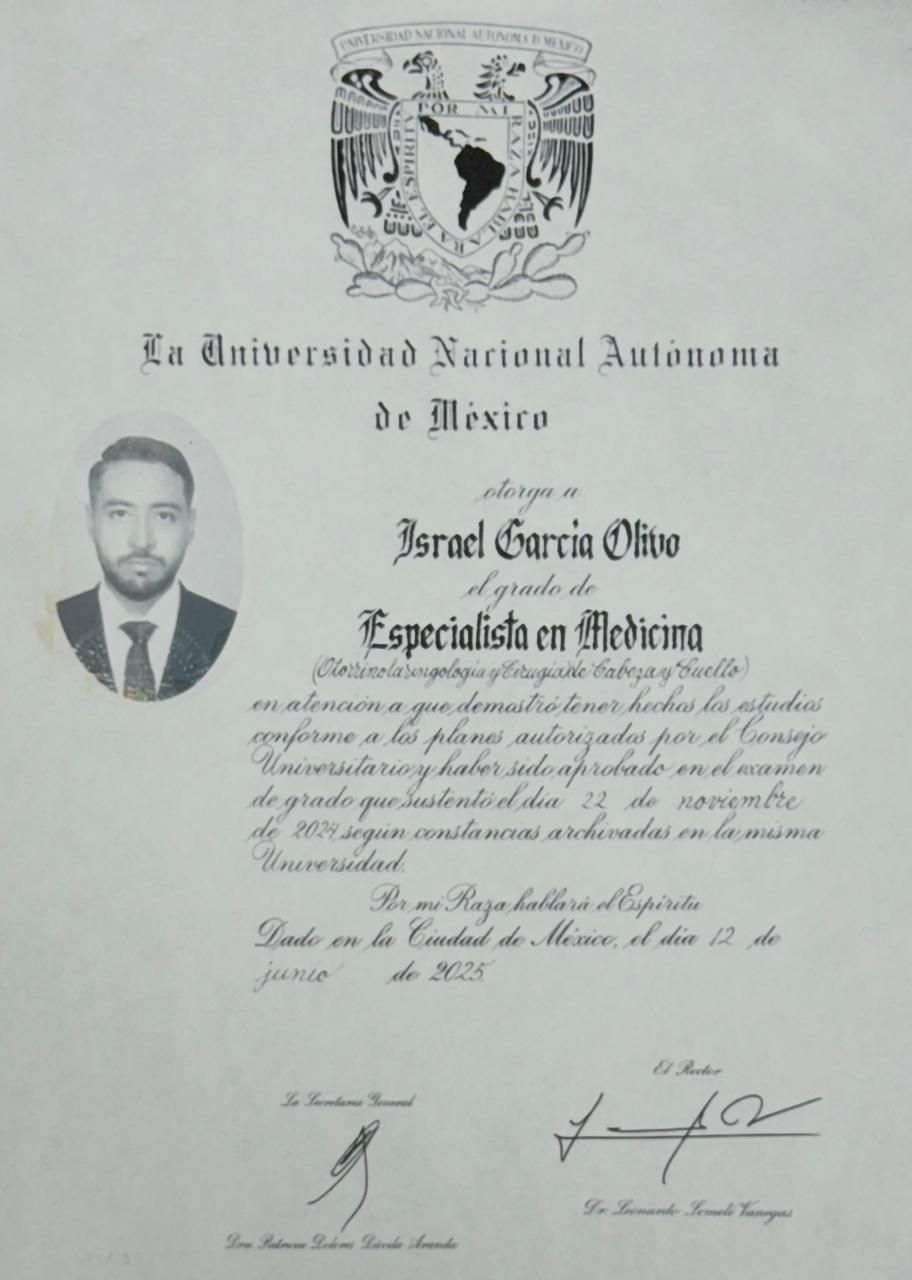 UNIVERSIDAD NACIONAL AUTONOMA D MEXICO
POR MI RAZA HABLARA EL ESPIRITU
La Universidad Nacional Autónoma
de México
otorga a
Israel García Olivo
el grado de
Especialista en Medicina
(Otorrinolaringología y Cirugía de Cabeza y Cuello)
en atención a que demostró tener hechos los estudios
conforme a los planes autorizados por el Consejo
Universitario y haber sido aprobado en el examen
de grado que sustentó el día 22 de noviembre
de 2024, según constancias archivadas en la misma
Universidad.
Por mi Raza hablará el Espíritu
Dado en la Ciudad de México, el día 12 de
junio de 2025.
El Rector
La Secretaria General
Dr. Leonardo Lomelí Vanegas
Dra. Patricia Dolores Dávila Aranda